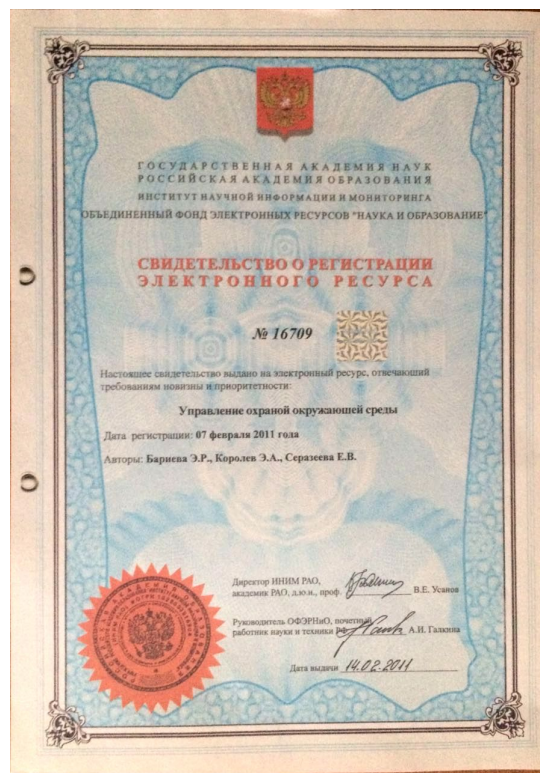 ГОСУДАРСТВЕННАЯ АКАДЕМИЯ НАУК
РОССИЙСКАЯ АКАДЕМИЯ ОБРАЗОВАНИЯ
ИНСТИТУТ НАУЧНОЙ ИНФОРМАЦИИ И МОНИТОРИНГА
ОБЪЕДИНЕННЫЙ ФОНД ЭЛЕКТРОННЫХ РЕСУРСОВ "НАУКА И ОБРАЗОВАНИЕ"
СВИДЕТЕЛЬСТВО О РЕГИСТРАЦИИ
ЭЛЕКТРОННОГО РЕСУРСА
№ 16709
Настоящее свидетельство выдано на электронный ресурс, отвечающий
требованиям новизны и приоритетности:
Управление охраной окружающей среды
Дата регистрации: 07 февраля 2011 года
Авторы: Бариева Э.Р., Королев Э.А., Серазеева Е.В.
Директор ИНИМ РАО,
академик РАО, д.ю.н., проф. В.Е. Усанов
Руководитель ОФЭРНиО, почетный
работник науки и техники РФ А.И. Галкина
Дата выдачи 14.02.2011